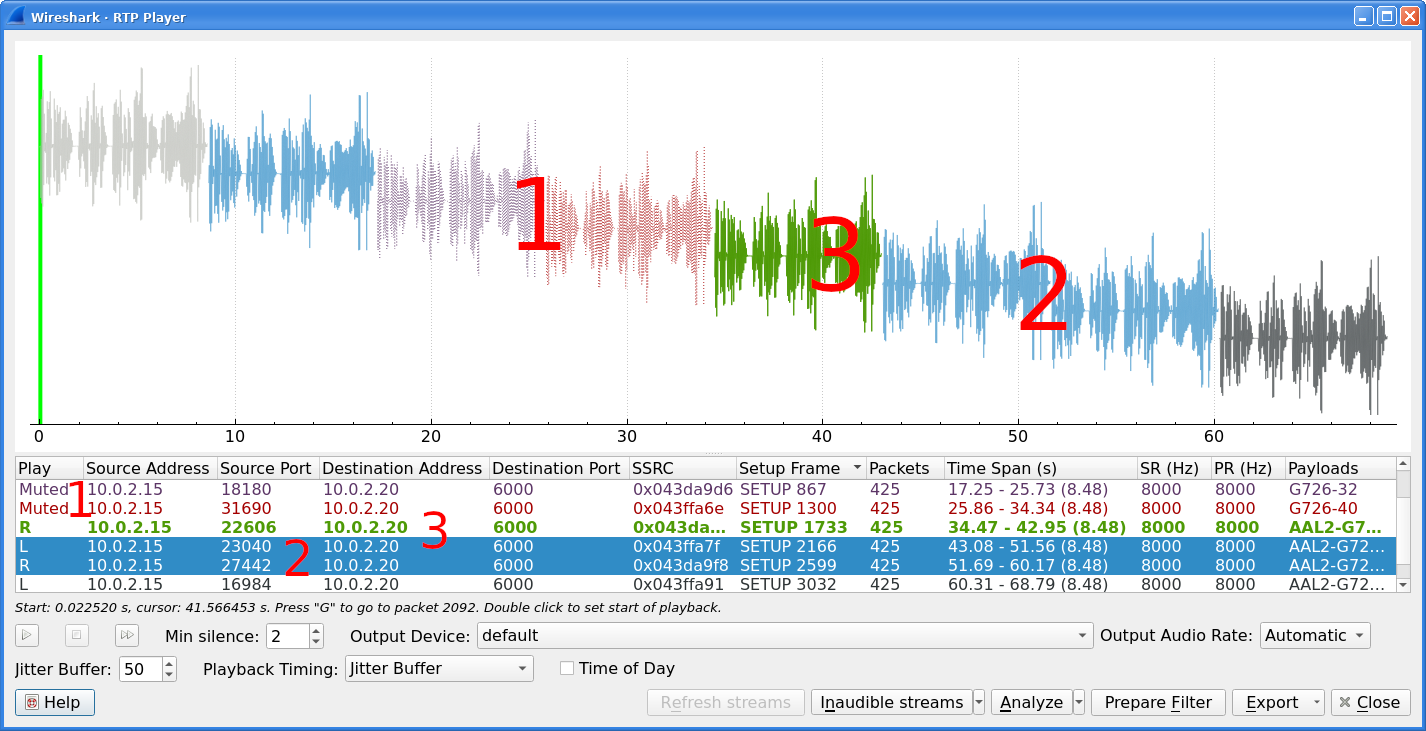 Wireshark · RTP Player
1
3
2
0 10 20 30 40 50 60
Play Source Address Source Port Destination Address Destination Port SSRC Setup Frame Packets Time Span (s) SR (Hz) PR (Hz) Payloads
Muted 10.0.2.15 18180 10.0.2.20 6000 0x043da9d6 SETUP 867 425 17.25 - 25.73 (8.48) 8000 8000 G726-32
1
Muted 10.0.2.15 31690 10.0.2.20 6000 0x043ffa6e SETUP 1300 425 25.86 - 34.34 (8.48) 8000 8000 G726-40
R 10.0.2.15 22606 10.0.2.20 6000 0x043da... SETUP 1733 425 34.47 - 42.95 (8.48) 8000 8000 AAL2-G7...
3
L 10.0.2.15 23040 10.0.2.20 6000 0x043ffa7f SETUP 2166 425 43.08 - 51.56 (8.48) 8000 8000 AAL2-G72...
2
R 10.0.2.15 27442 10.0.2.20 6000 0x043da9f8 SETUP 2599 425 51.69 - 60.17 (8.48) 8000 8000 AAL2-G72...
L 10.0.2.15 16984 10.0.2.20 6000 0x043ffa91 SETUP 3032 425 60.31 - 68.79 (8.48) 8000 8000 AAL2-G72...
Start: 0.022520 s, cursor: 41.566453 s. Press "G" to go to packet 2092. Double click to set start of playback.
Min silence: 2 Output Device: default Output Audio Rate: Automatic
Jitter Buffer: 50 Playback Timing: Jitter Buffer Time of Day
Help Refresh streams Inaudible streams Analyze Prepare Filter Export Close